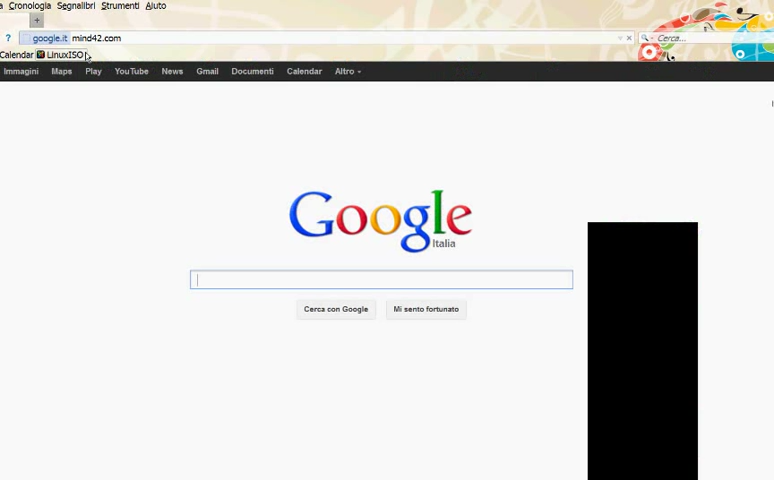 Cronologia Segnalibri Strumenti Aiuto
+
? google.it mind42.com Cerca...
Calendar LinuxISO
Immagini Maps Play YouTube News Gmail Documenti Calendar Altro
Google
Italia
Cerca con Google Mi sento fortunato